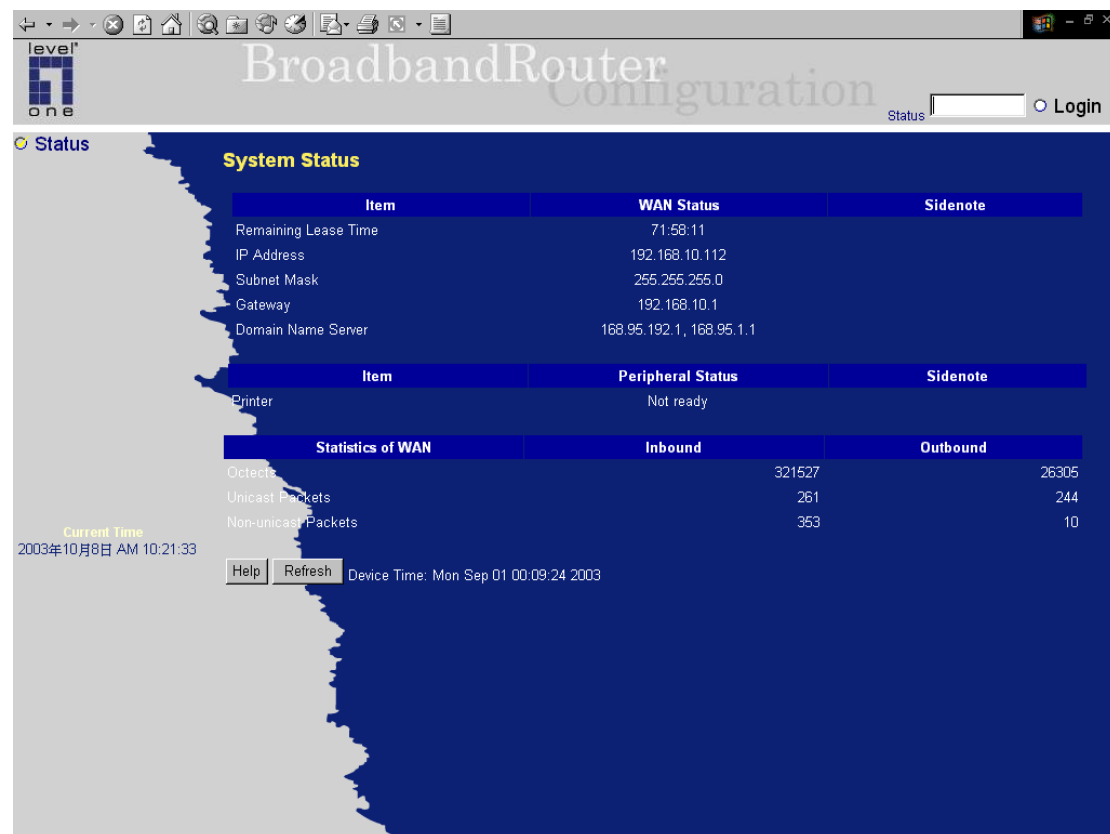 level
one
BroadbandRouter
Configuration
Status
Login
Status
System Status
Item WAN Status Sidenote
Remaining Lease Time 71:58:11
IP Address 192.168.10.112
Subnet Mask 255.255.255.0
Gateway 192.168.10.1
Domain Name Server 168.95.192.1, 168.95.1.1
Item Peripheral Status Sidenote
Printer Not ready
Statistics of WAN Inbound Outbound
Octects 321527 26305
Unicast Packets 261 244
Non-unicast Packets 353 10
Current Time
2003年10月8日 AM 10:21:33
Help Refresh Device Time: Mon Sep 01 00:09:24 2003